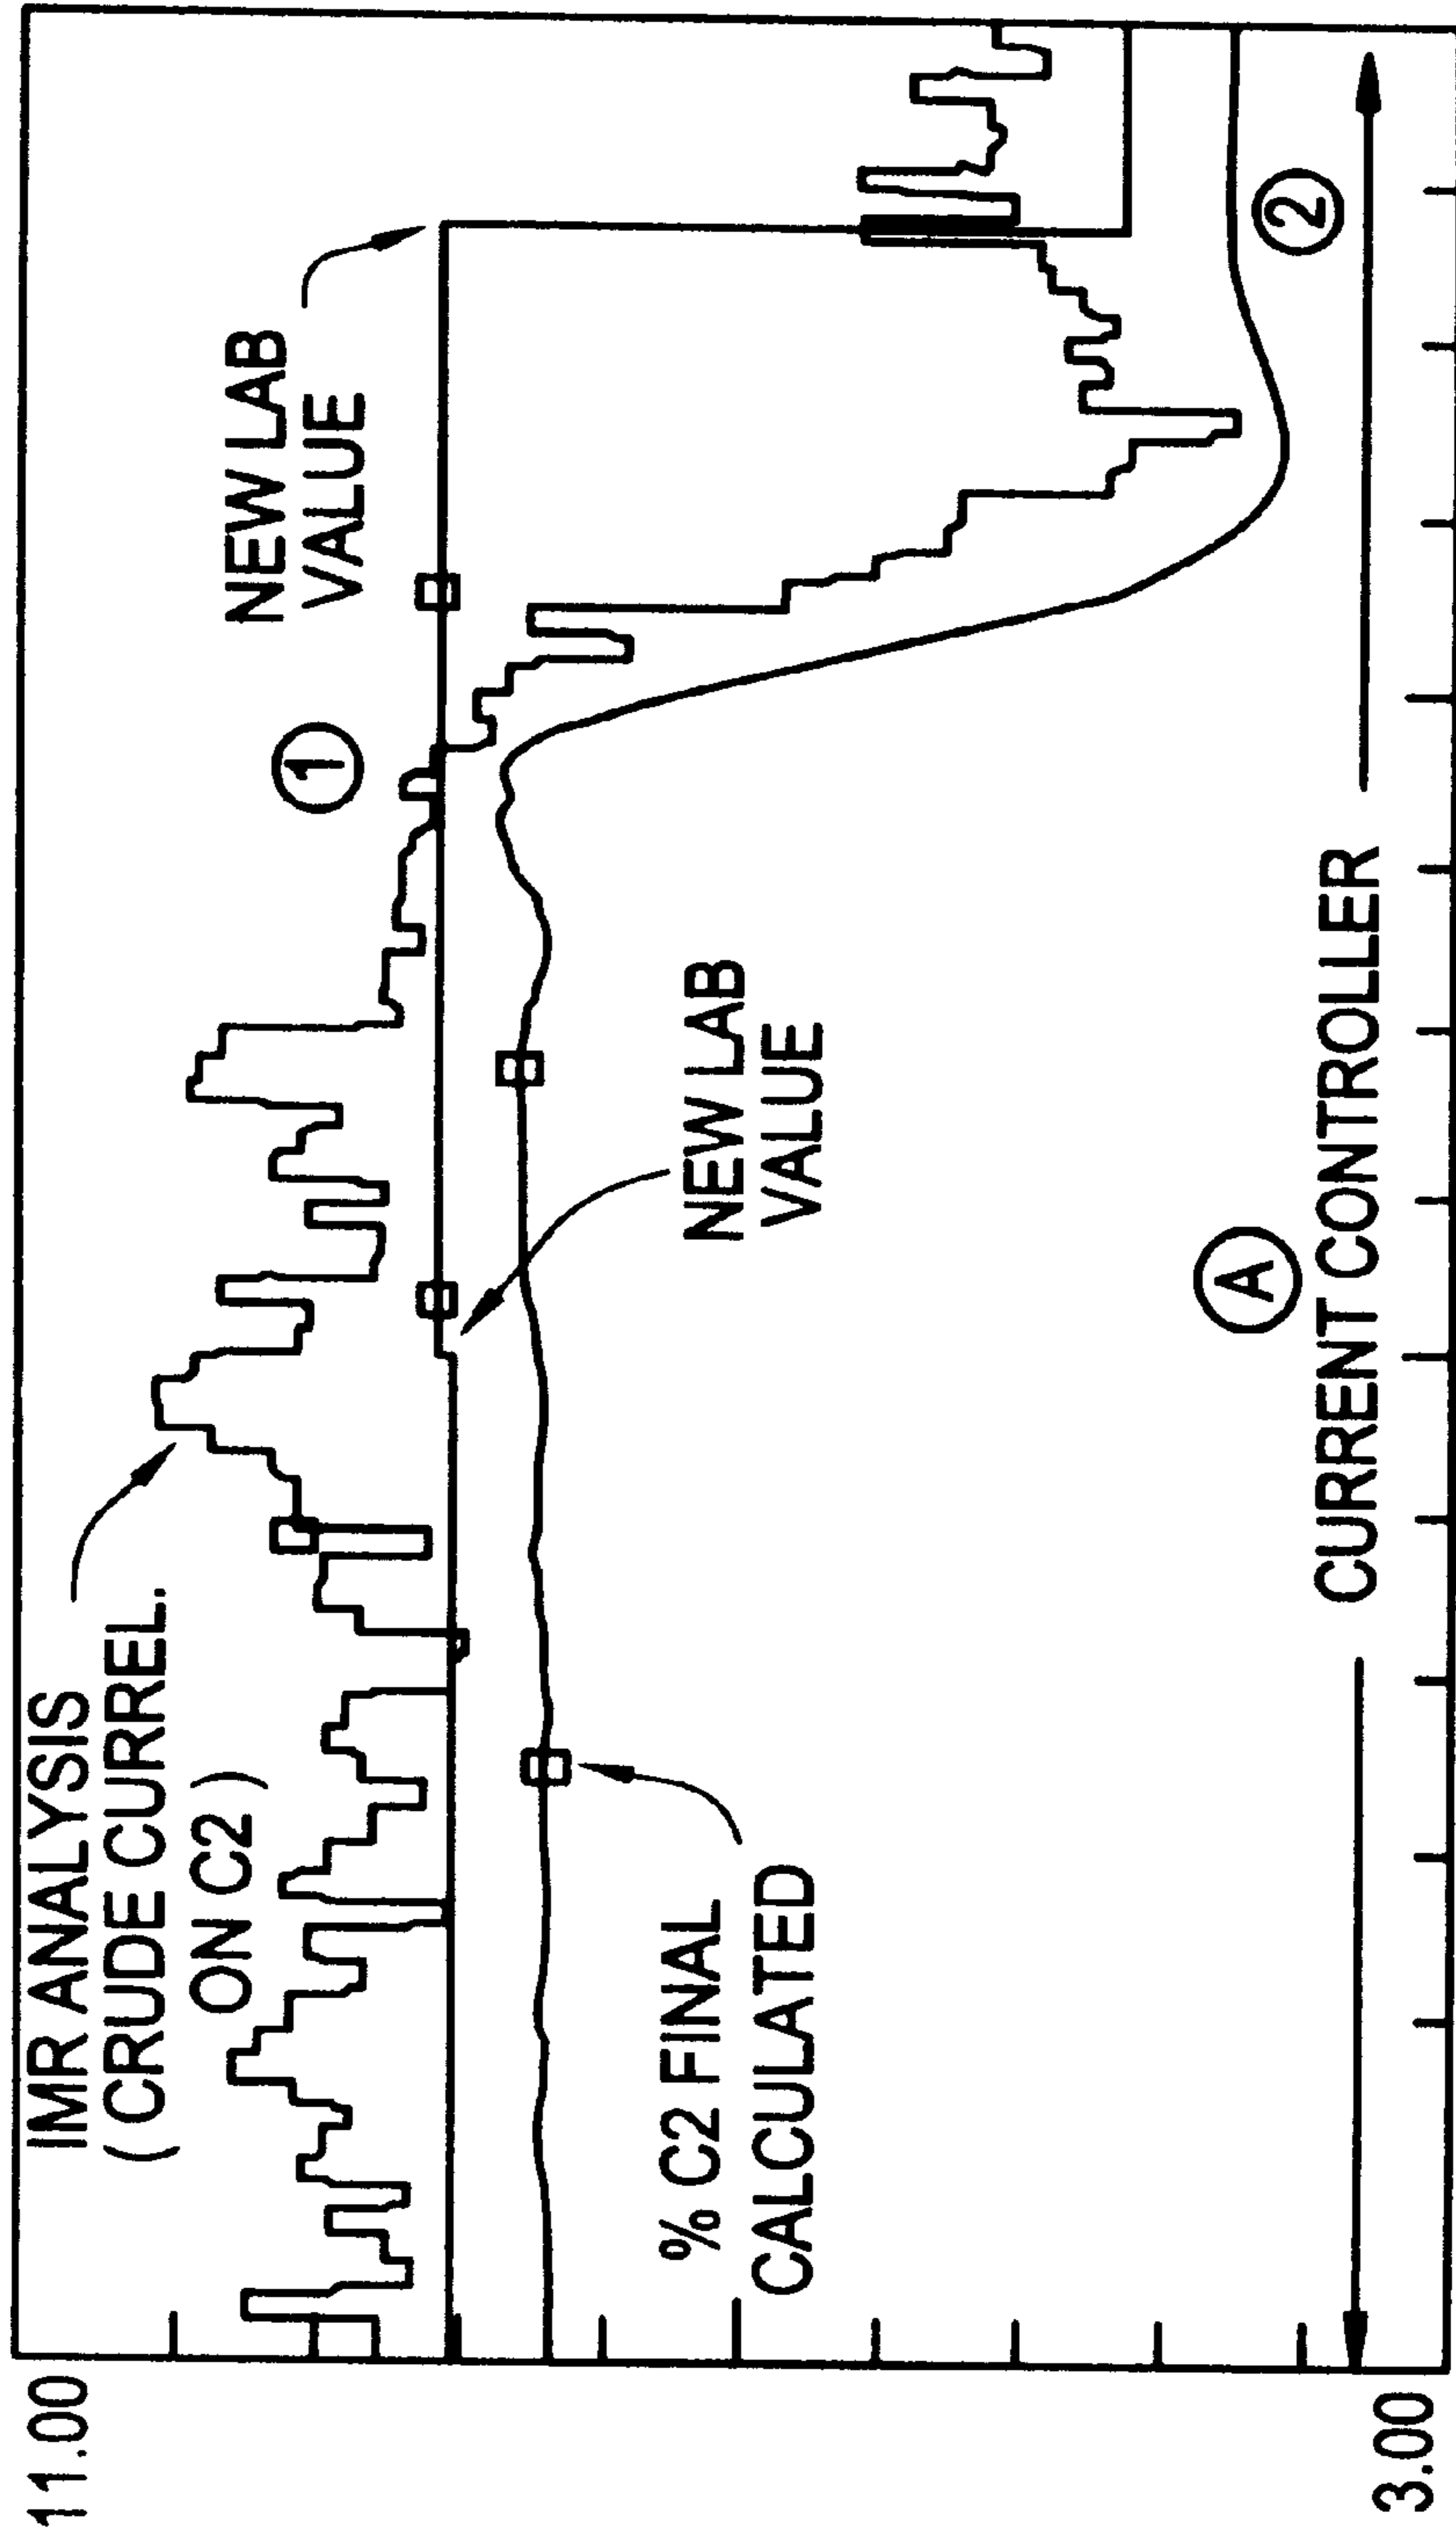 11.00
IMR ANALYSIS
( CRUDE CURREL.
ON C2 )
1
NEW LAB
VALUE
NEW LAB
VALUE
% C2 FINAL
CALCULATED
A
2
CURRENT CONTROLLER
3.00